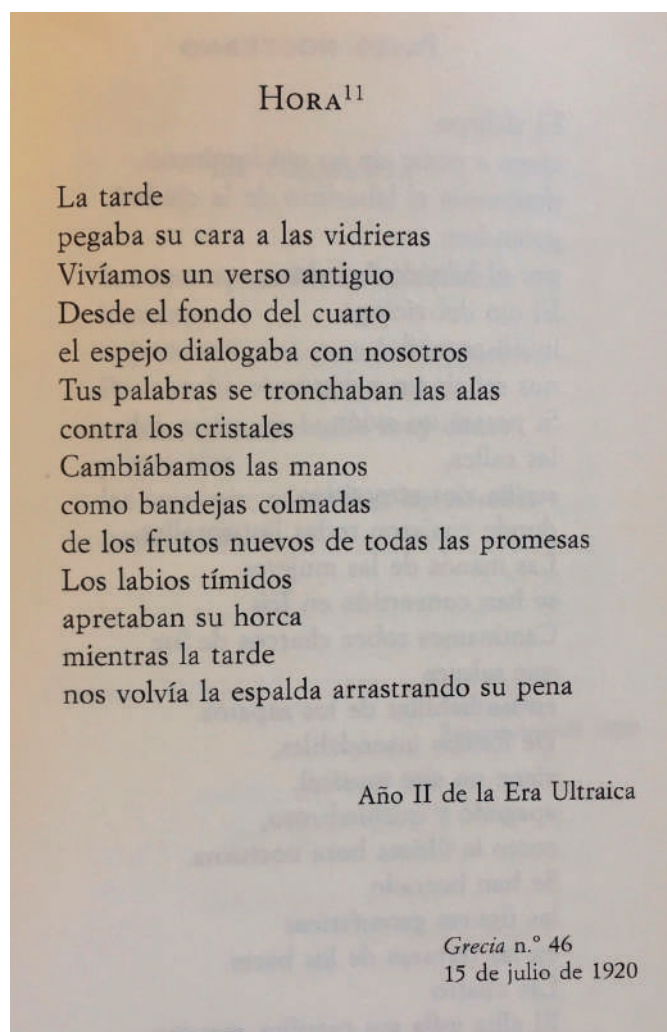 HORA¹¹
La tarde
pegaba su cara a las vidrieras
Vivíamos un verso antiguo
Desde el fondo del cuarto
el espejo dialogaba con nosotros
Tus palabras se tronchaban las alas
contra los cristales
Cambiábamos las manos
como bandejas colmadas
de los frutos nuevos de todas las promesas
Los labios tímidos
apretaban su horca
mientras la tarde
nos volvía la espalda arrastrando su pena
Año II de la Era Ultraica
Grecia n.° 46
15 de julio de 1920